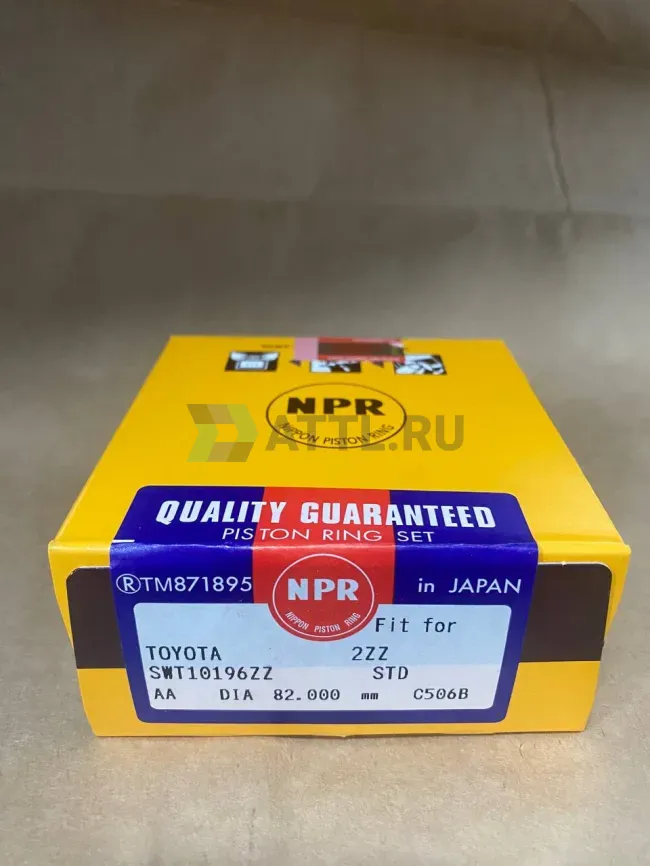 NPR
NIPPON PISTON RING
ATTL.RU
QUALITY GUARANTEED
PISTON RING SET
®TM871895
NPR
NIPPON PISTON RING
in JAPAN
Fit for
TOYOTA 2ZZ
SWT10196ZZ STD
AA DIA 82.000 mm C506B